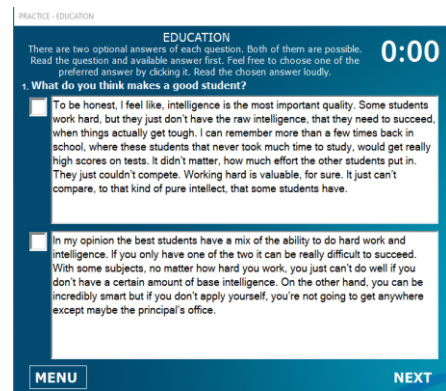 PRACTICE - EDUCATION
EDUCATION
There are two optional answers of each question. Both of them are possible.
Read the question and available answer first. Feel free to choose one of the
preferred answer by clicking it. Read the chosen answer loudly.
0:00
1. What do you think makes a good student?
To be honest, I feel like, intelligence is the most important quality. Some students
work hard, but they just don't have the raw intelligence, that they need to succeed,
when things actually get tough. I can remember more than a few times back in
school, where these students that never took much time to study, would get really
high scores on tests. It didn't matter, how much effort the other students put in.
They just couldn't compete. Working hard is valuable, for sure. It just can't
compare, to that kind of pure intellect, that some students have.
In my opinion the best students have a mix of the ability to do hard work and
intelligence. If you only have one of the two it can be really difficult to succeed.
With some subjects, no matter how hard you work, you just can't do well if you
don't have a certain amount of base intelligence. On the other hand, you can be
incredibly smart but if you don't apply yourself, you're not going to get anywhere
except maybe the principal's office.
MENU
NEXT